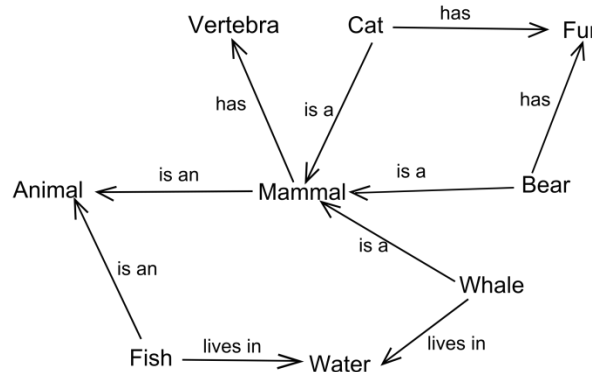 Vertebra
Cat
has
Fur
has
is a
has
Animal
is an
Mammal
is a
Bear
is an
is a
Whale
Fish
lives in
Water
lives in